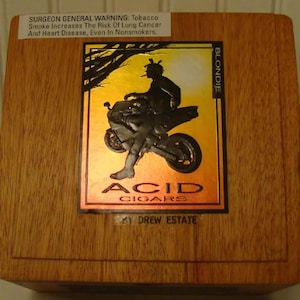 SURGEON GENERAL WARNING: Tobacco
Smoke Increases The Risk Of Lung Cancer
And Heart Disease, Even In Nonsmokers.
BLONDIE
ACID
CIGARS
BY DREW ESTATE